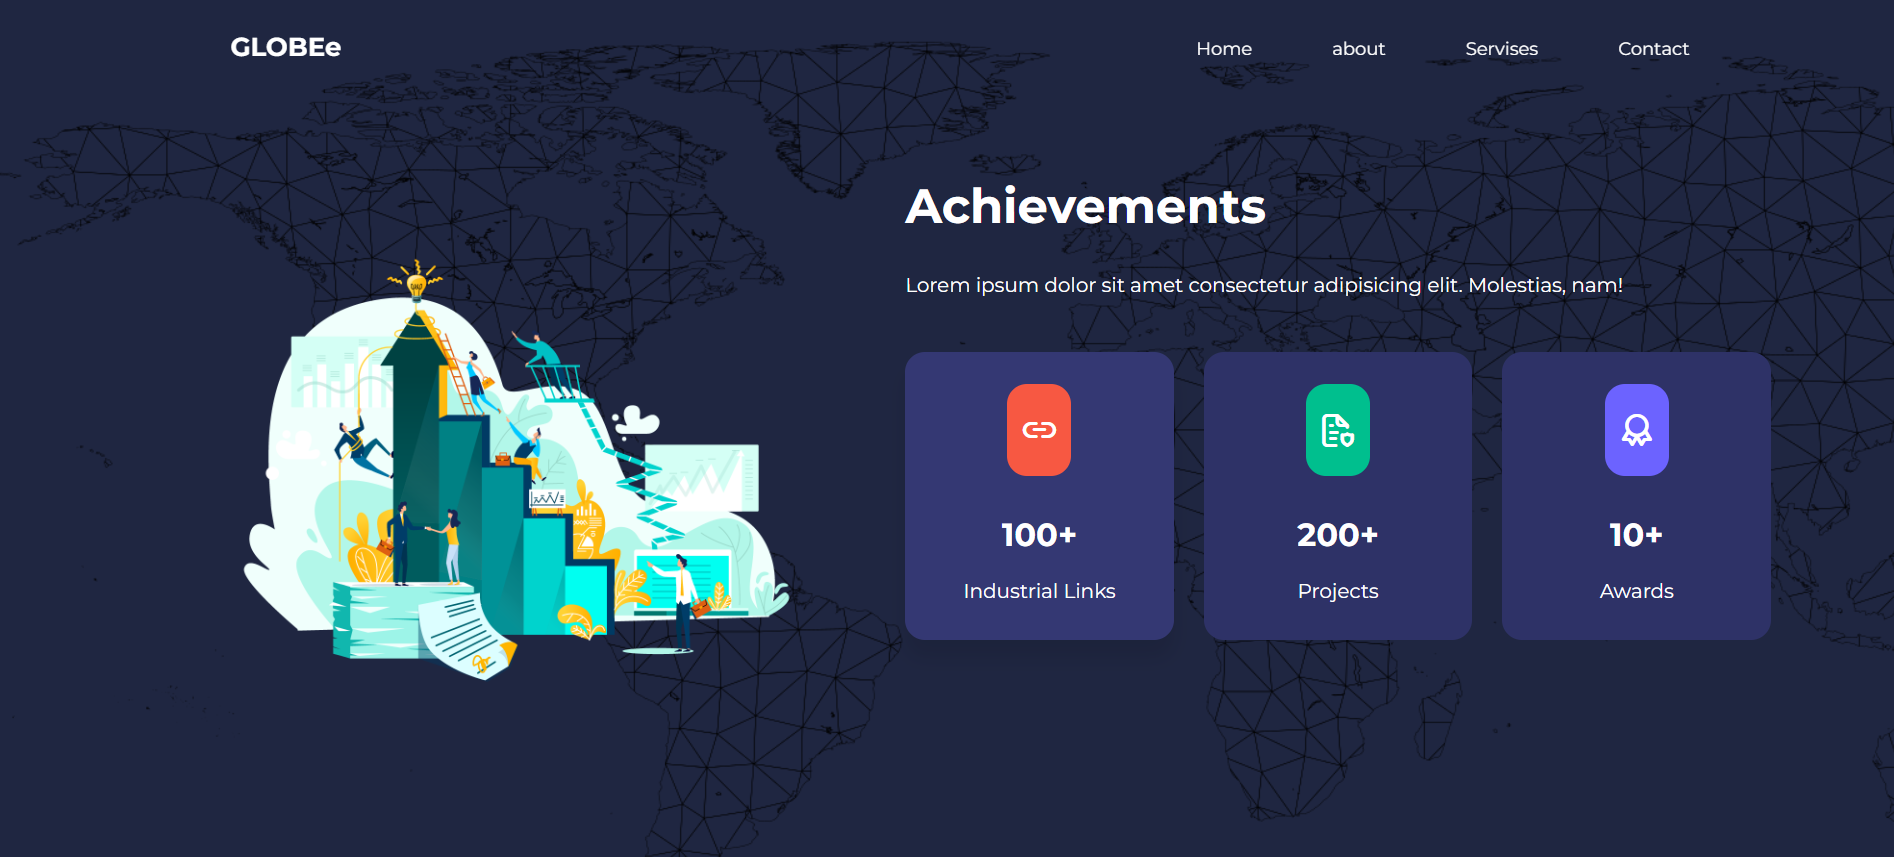 GLOBEe
Home about Servises Contact
Achievements
Lorem ipsum dolor sit amet consectetur adipisicing elit. Molestias, nam!
100+ 200+ 10+
Industrial Links Projects Awards